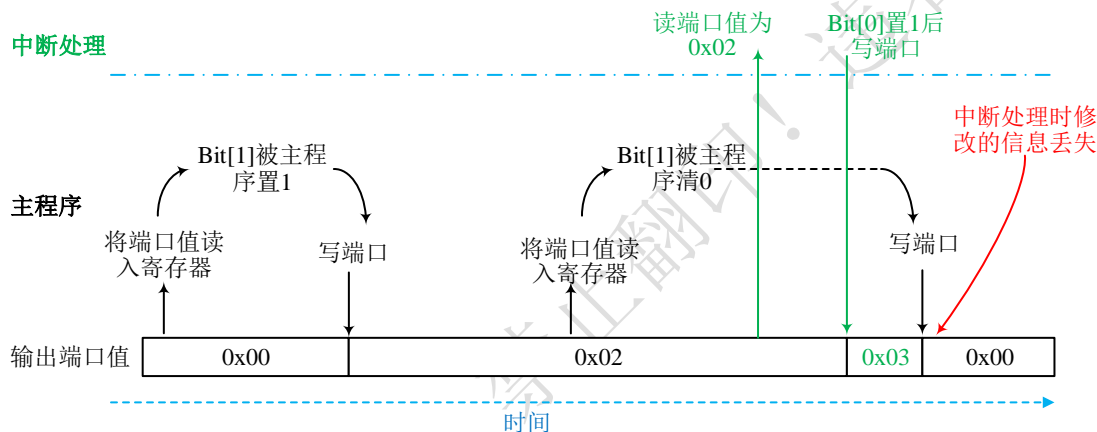 中断处理
读端口值为
0x02
Bit[0]置1后
写端口
中断处理时修
改的信息丢失
主程序
Bit[1]被主程
序置1
将端口值读
入寄存器
写端口
Bit[1]被主程
序清0
将端口值读
入寄存器
写端口
输出端口值
0x00
0x02
0x03
0x00
时间
禁止翻印！